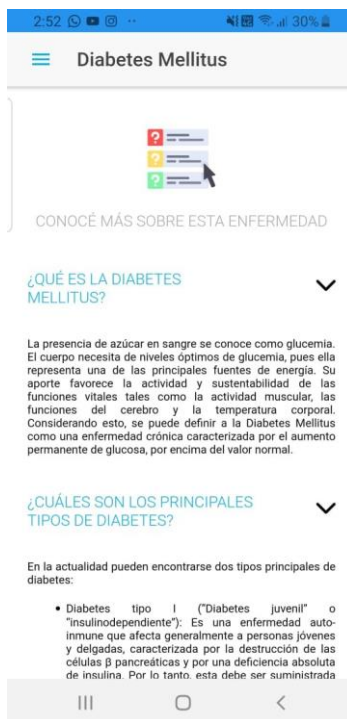 2:52
30%
Diabetes Mellitus
?
?
?
CONOCÉ MÁS SOBRE ESTA ENFERMEDAD
¿QUÉ ES LA DIABETES
MELLITUS?
La presencia de azúcar en sangre se conoce como glucemia.
El cuerpo necesita de niveles óptimos de glucemia, pues ella
representa una de las principales fuentes de energía. Su
aporte favorece la actividad y sustentabilidad de las
funciones vitales tales como la actividad muscular, las
funciones del cerebro y la temperatura corporal.
Considerando esto, se puede definir a la Diabetes Mellitus
como una enfermedad crónica caracterizada por el aumento
permanente de glucosa, por encima del valor normal.
¿CUÁLES SON LOS PRINCIPALES
TIPOS DE DIABETES?
En la actualidad pueden encontrarse dos tipos principales de
diabetes:
• Diabetes tipo I ("Diabetes juvenil" o
"insulinodependiente"): Es una enfermedad auto-
inmune que afecta generalmente a personas jóvenes
y delgadas, caracterizada por la destrucción de las
células β pancreáticas y por una deficiencia absoluta
de insulina. Por lo tanto, esta debe ser suministrada